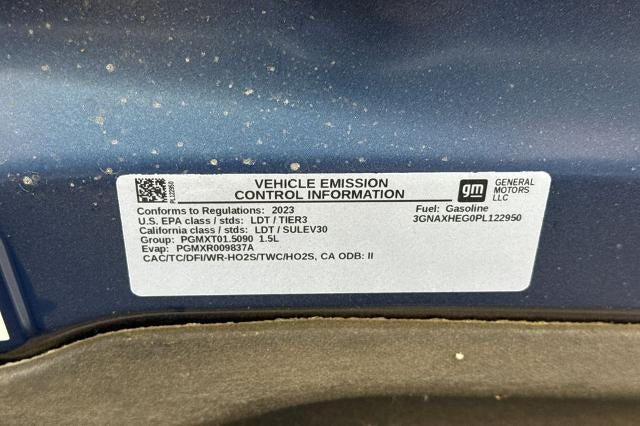 PL122950
VEHICLE EMISSION
CONTROL INFORMATION
gm
GENERAL
MOTORS
LLC
Conforms to Regulations: 2023
Fuel: Gasoline
U.S. EPA class / stds: LDT / TIER3
3GNAXHEG0PL122950
California class / stds: LDT / SULEV30
Group: PGMXT01.5090 1.5L
Evap: PGMXR009837A
CAC/TC/DFI/WR-HO2S/TWC/HO2S, CA ODB: II